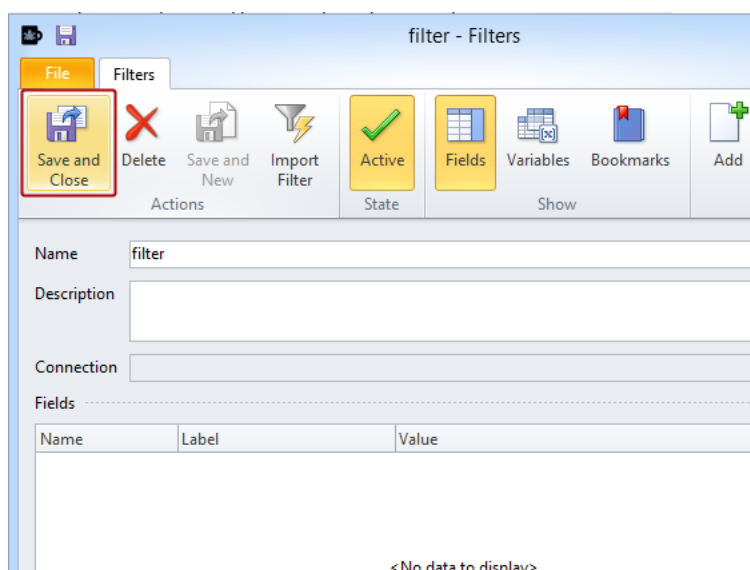 filter - Filters
File Filters
Save and Close
Delete
Save and New
Import Filter
Active
Fields
Variables
Bookmarks
Add
Actions
State
Show
Name filter
Description
Connection
Fields
Name Label Value
<No data to display>